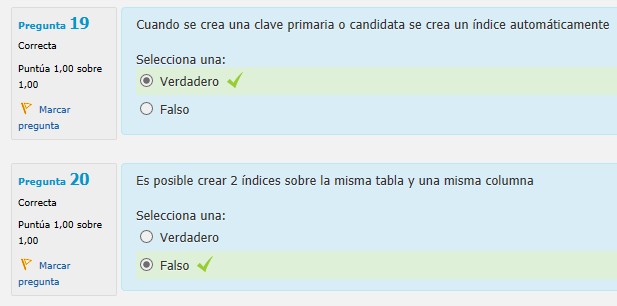 Pregunta 19
Correcta
Puntúa 1,00 sobre
1,00
Marcar
pregunta
Cuando se crea una clave primaria o candidata se crea un índice automáticamente
Selecciona una:
Verdadero
Falso
Pregunta 20
Correcta
Puntúa 1,00 sobre
1,00
Marcar
pregunta
Es posible crear 2 índices sobre la misma tabla y una misma columna
Selecciona una:
Verdadero
Falso